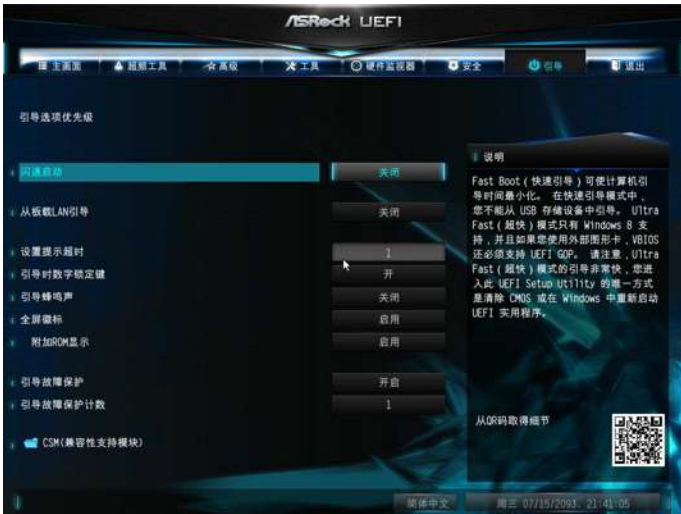 ASRock UEFI
主画面 超频工具 高级 工具 硬件监视器 安全 引导 退出
引导选项优先级
闪速启动 关闭
从板载LAN引导 关闭
设置提示超时 1
引导时数字锁定键 开
引导蜂鸣声 关闭
全屏徽标 启用
附加ROM显示 启用
引导故障保护 开启
引导故障保护计数 1
CSM(兼容性支持模块)
说明
Fast Boot(快速引导)可使计算机引
导时间最小化。 在快速引导模式中，
您不能从 USB 存储设备中引导。 Ultra
Fast(超快)模式只有 Windows 8 支
持，并且如果您使用外部图形卡，VBIOS
还必须支持 UEFI GOP。 请注意，Ultra
Fast(超快)模式的引导非常快，您进
入此 UEFI Setup Utility 的唯一方式
是清除 CMOS 或在 Windows 中重新启动
UEFI 实用程序。
从QR码取得细节
简体中文 周三 07/15/2093. 21:41:05